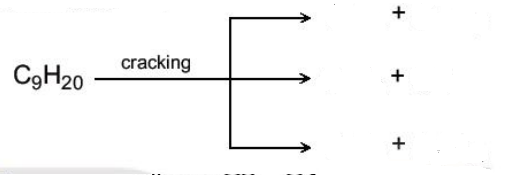 +
cracking
C₉H₂₀ +
+